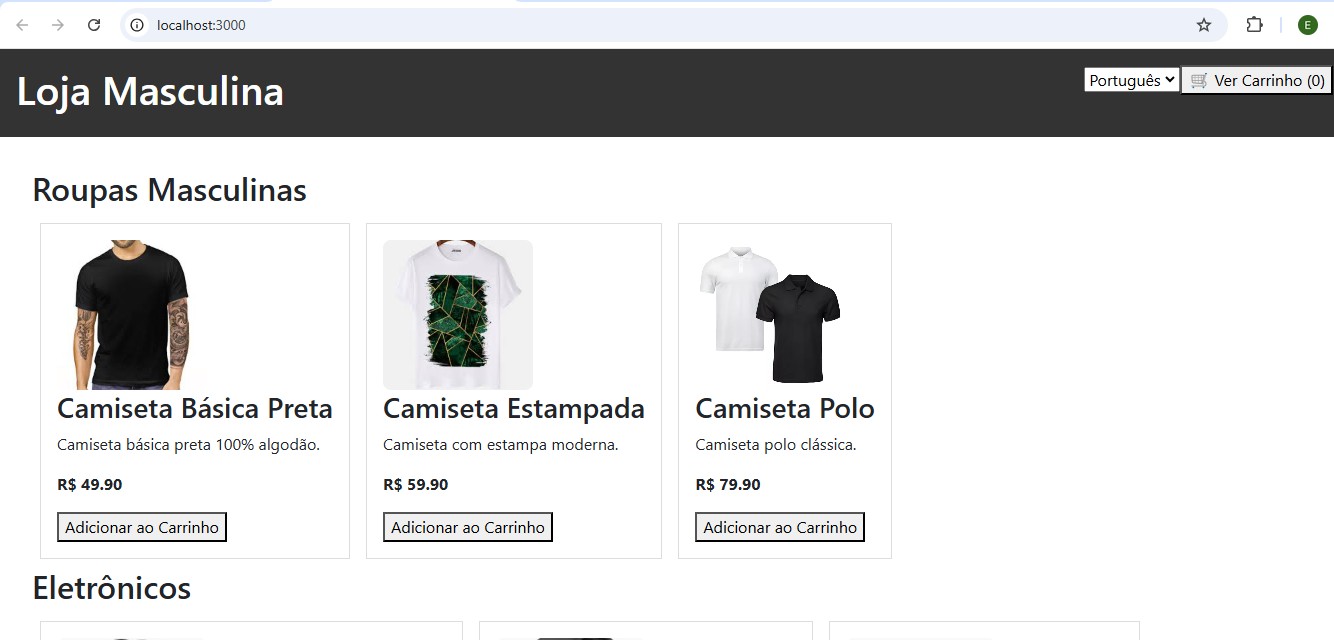 localhost:3000
E
Loja Masculina
Português
Ver Carrinho (0)
Roupas Masculinas
Camiseta Básica Preta
Camiseta básica preta 100% algodão.
R$ 49.90
Adicionar ao Carrinho
Camiseta Estampada
Camiseta com estampa moderna.
R$ 59.90
Adicionar ao Carrinho
Camiseta Polo
Camiseta polo clássica.
R$ 79.90
Adicionar ao Carrinho
Eletrônicos